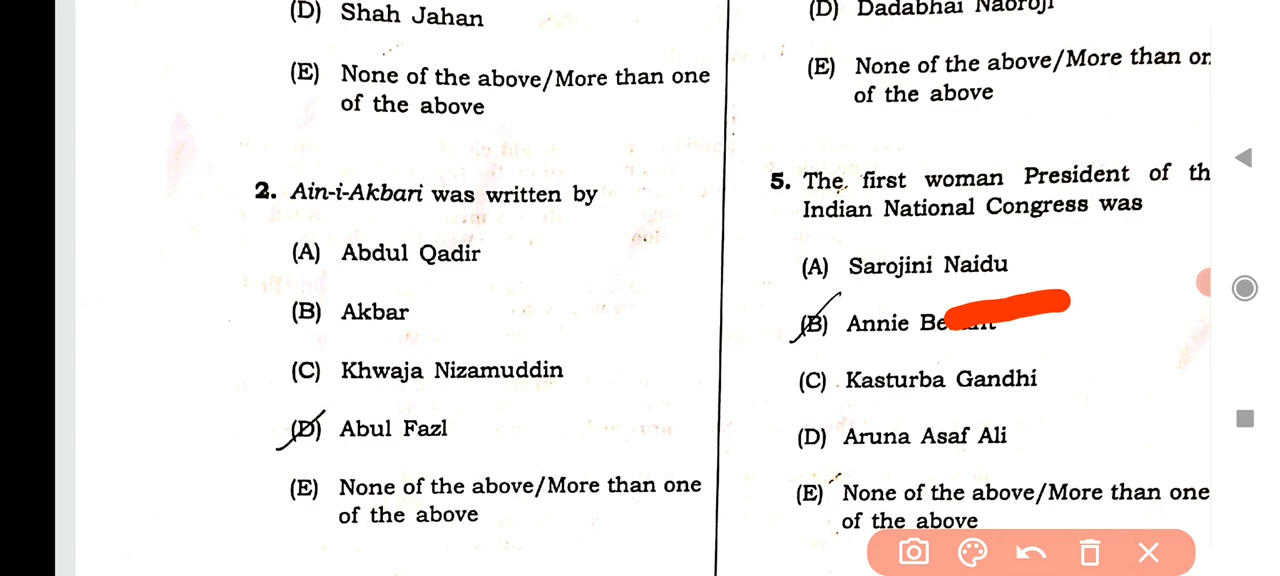 (D) Shah Jahan
(E) None of the above/More than one
of the above
2. Ain-i-Akbari was written by
(A) Abdul Qadir
(B) Akbar
(C) Khwaja Nizamuddin
(D) Abul Fazl
(E) None of the above/More than one
of the above
(D) Dadabhai Naoroji
(E) None of the above/More than
of the above
5. The first woman President of
Indian National Congress was
(A) Sarojini Naidu
(B) Annie
(C) Kasturba Gandhi
(D) Aruna Asaf Ali
(E) None of the above/More than one
of the above